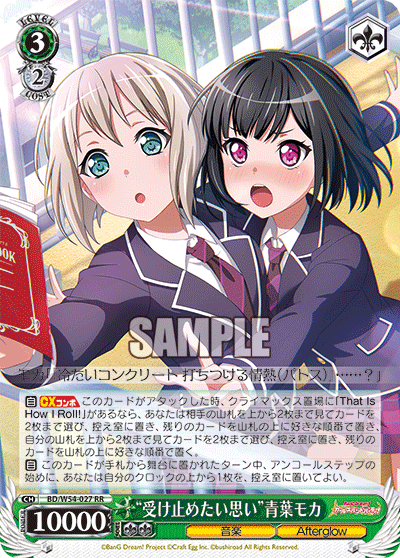 LEVEL
3
2
COST
BOOK
SAMPLE
モカ「冷たいコンクリート 打ちつける情熱(パトス)……?」
CXコンボ このカードがアタックした時、クライマックス置場に「That Is
How I Roll!」があるなら、あなたは相手の山札を上から2枚まで見てカードを
2枚まで選び、控え室に置き、残りのカードを山札の上に好きな順番で置き、
自分の山札を上から2枚まで見てカードを2枚まで選び、控え室に置き、残りの
カードを山札の上に好きな順番で置く。
このカードが手札から舞台に置かれたターン中、アンコールステップの
始めに、あなたは自分のクロックの上から1枚を、控え室に置いてよい。
CH
BD/W54-027 RR
"受け止めたい思い"青葉モカ
10000
音楽
Afterglow
©BanG Dream! Project ©Craft Egg Inc. ©bushiroad All Rights Reserved.